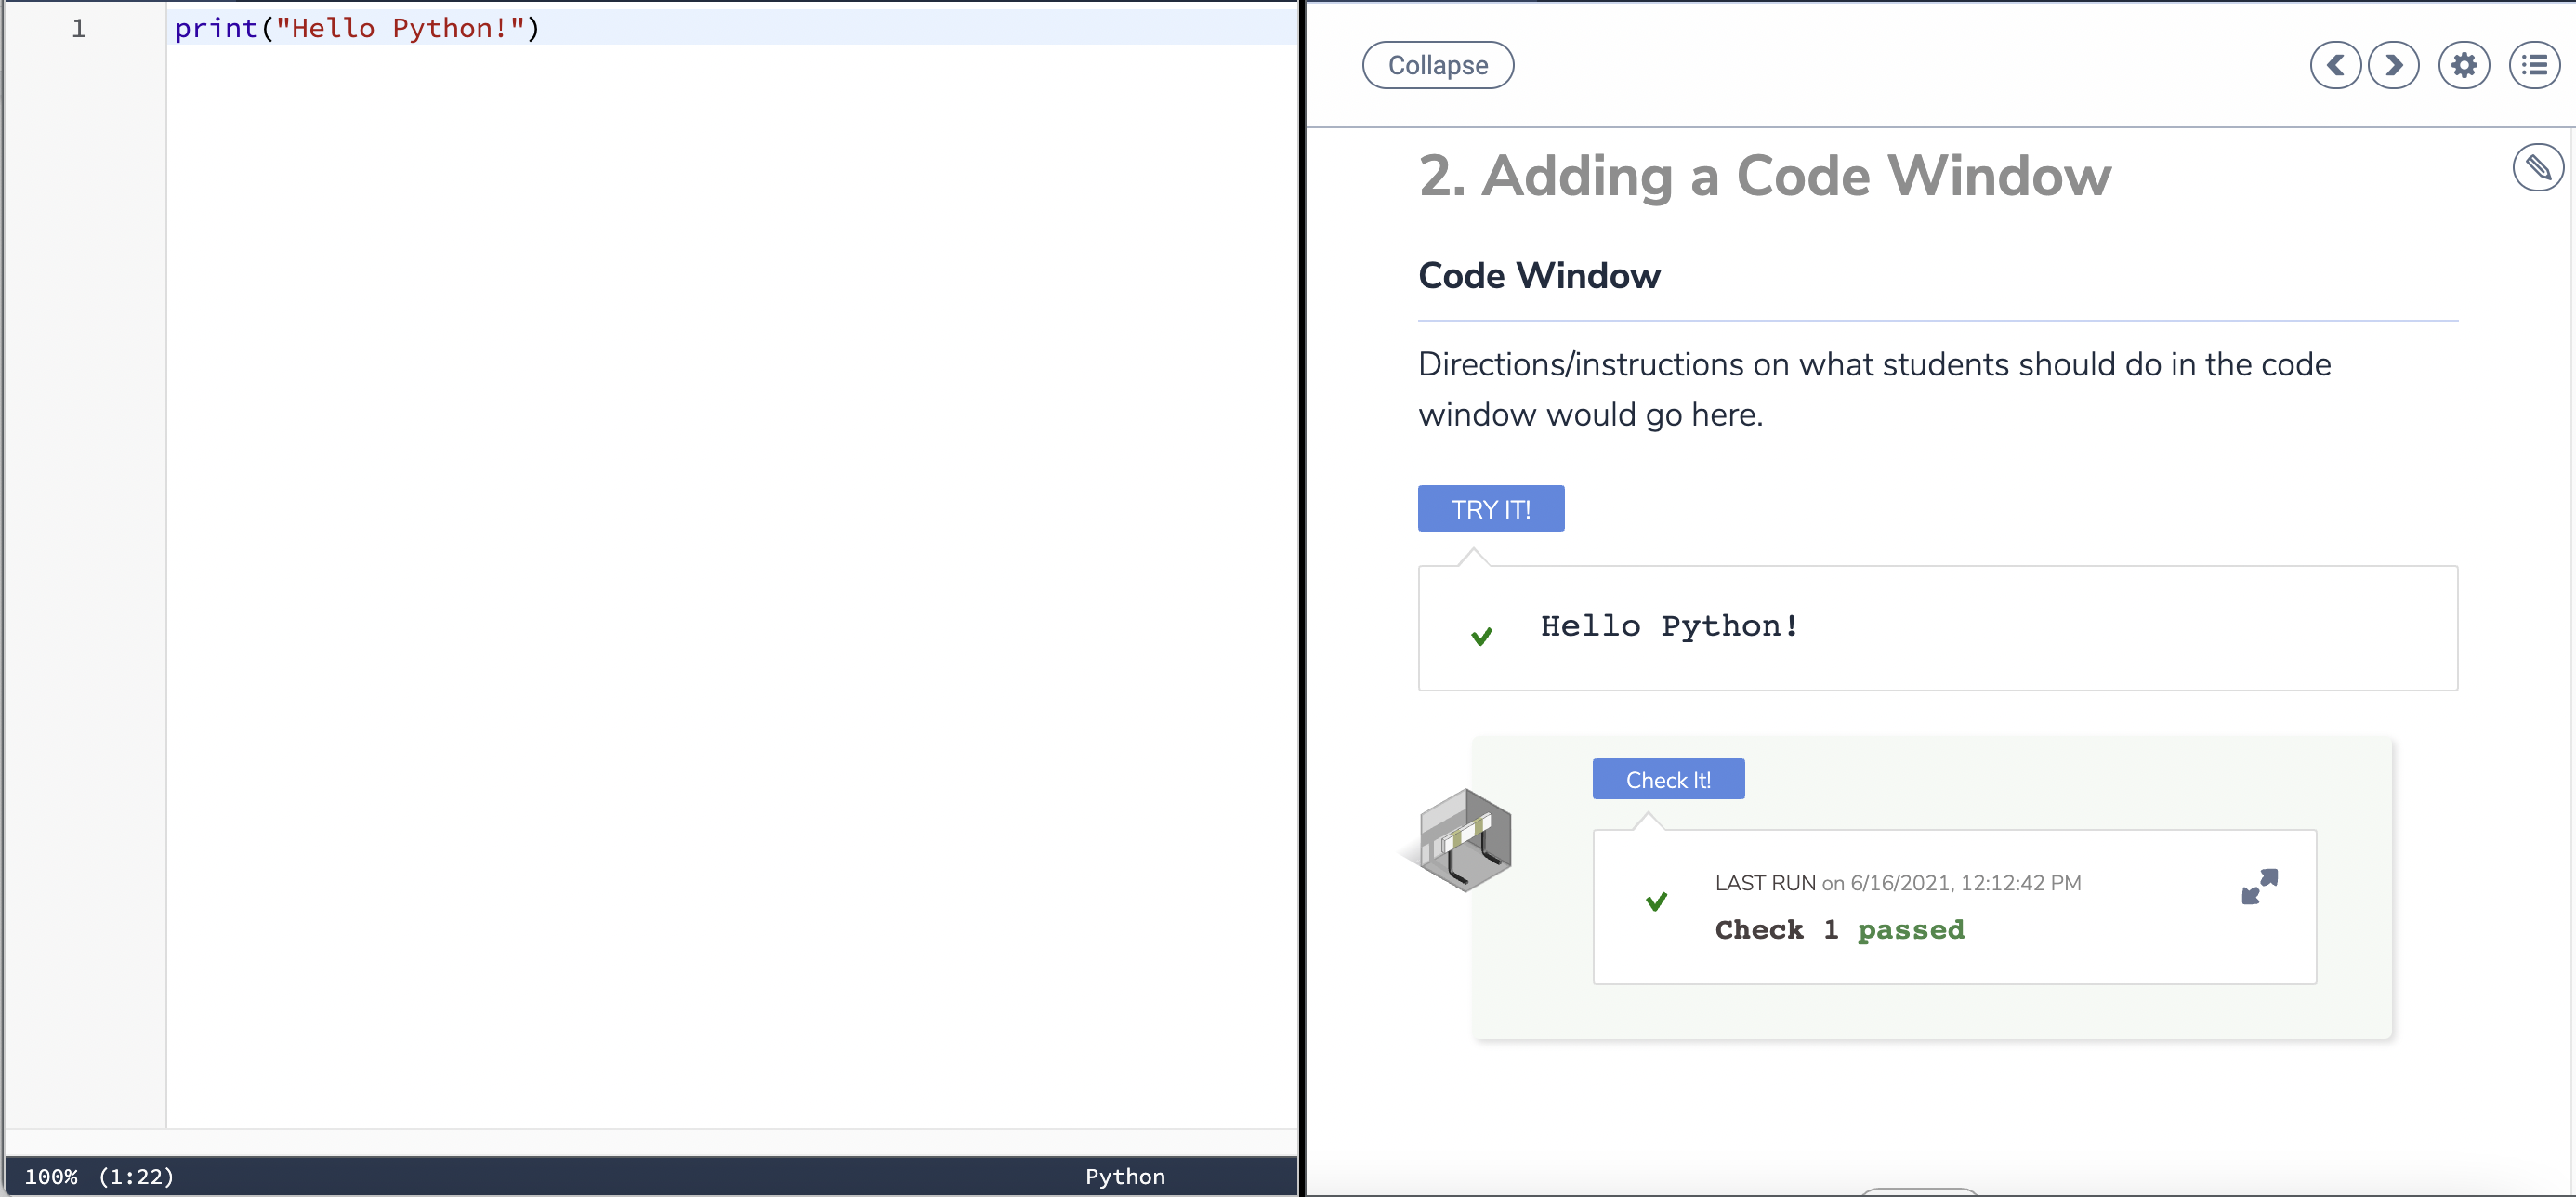 1 print("Hello Python!")
100% (1:22) Python
Collapse
2. Adding a Code Window
Code Window
Directions/instructions on what students should do in the code
window would go here.
TRY IT!
Hello Python!
Check It!
LAST RUN on 6/16/2021, 12:12:42 PM
Check 1 passed